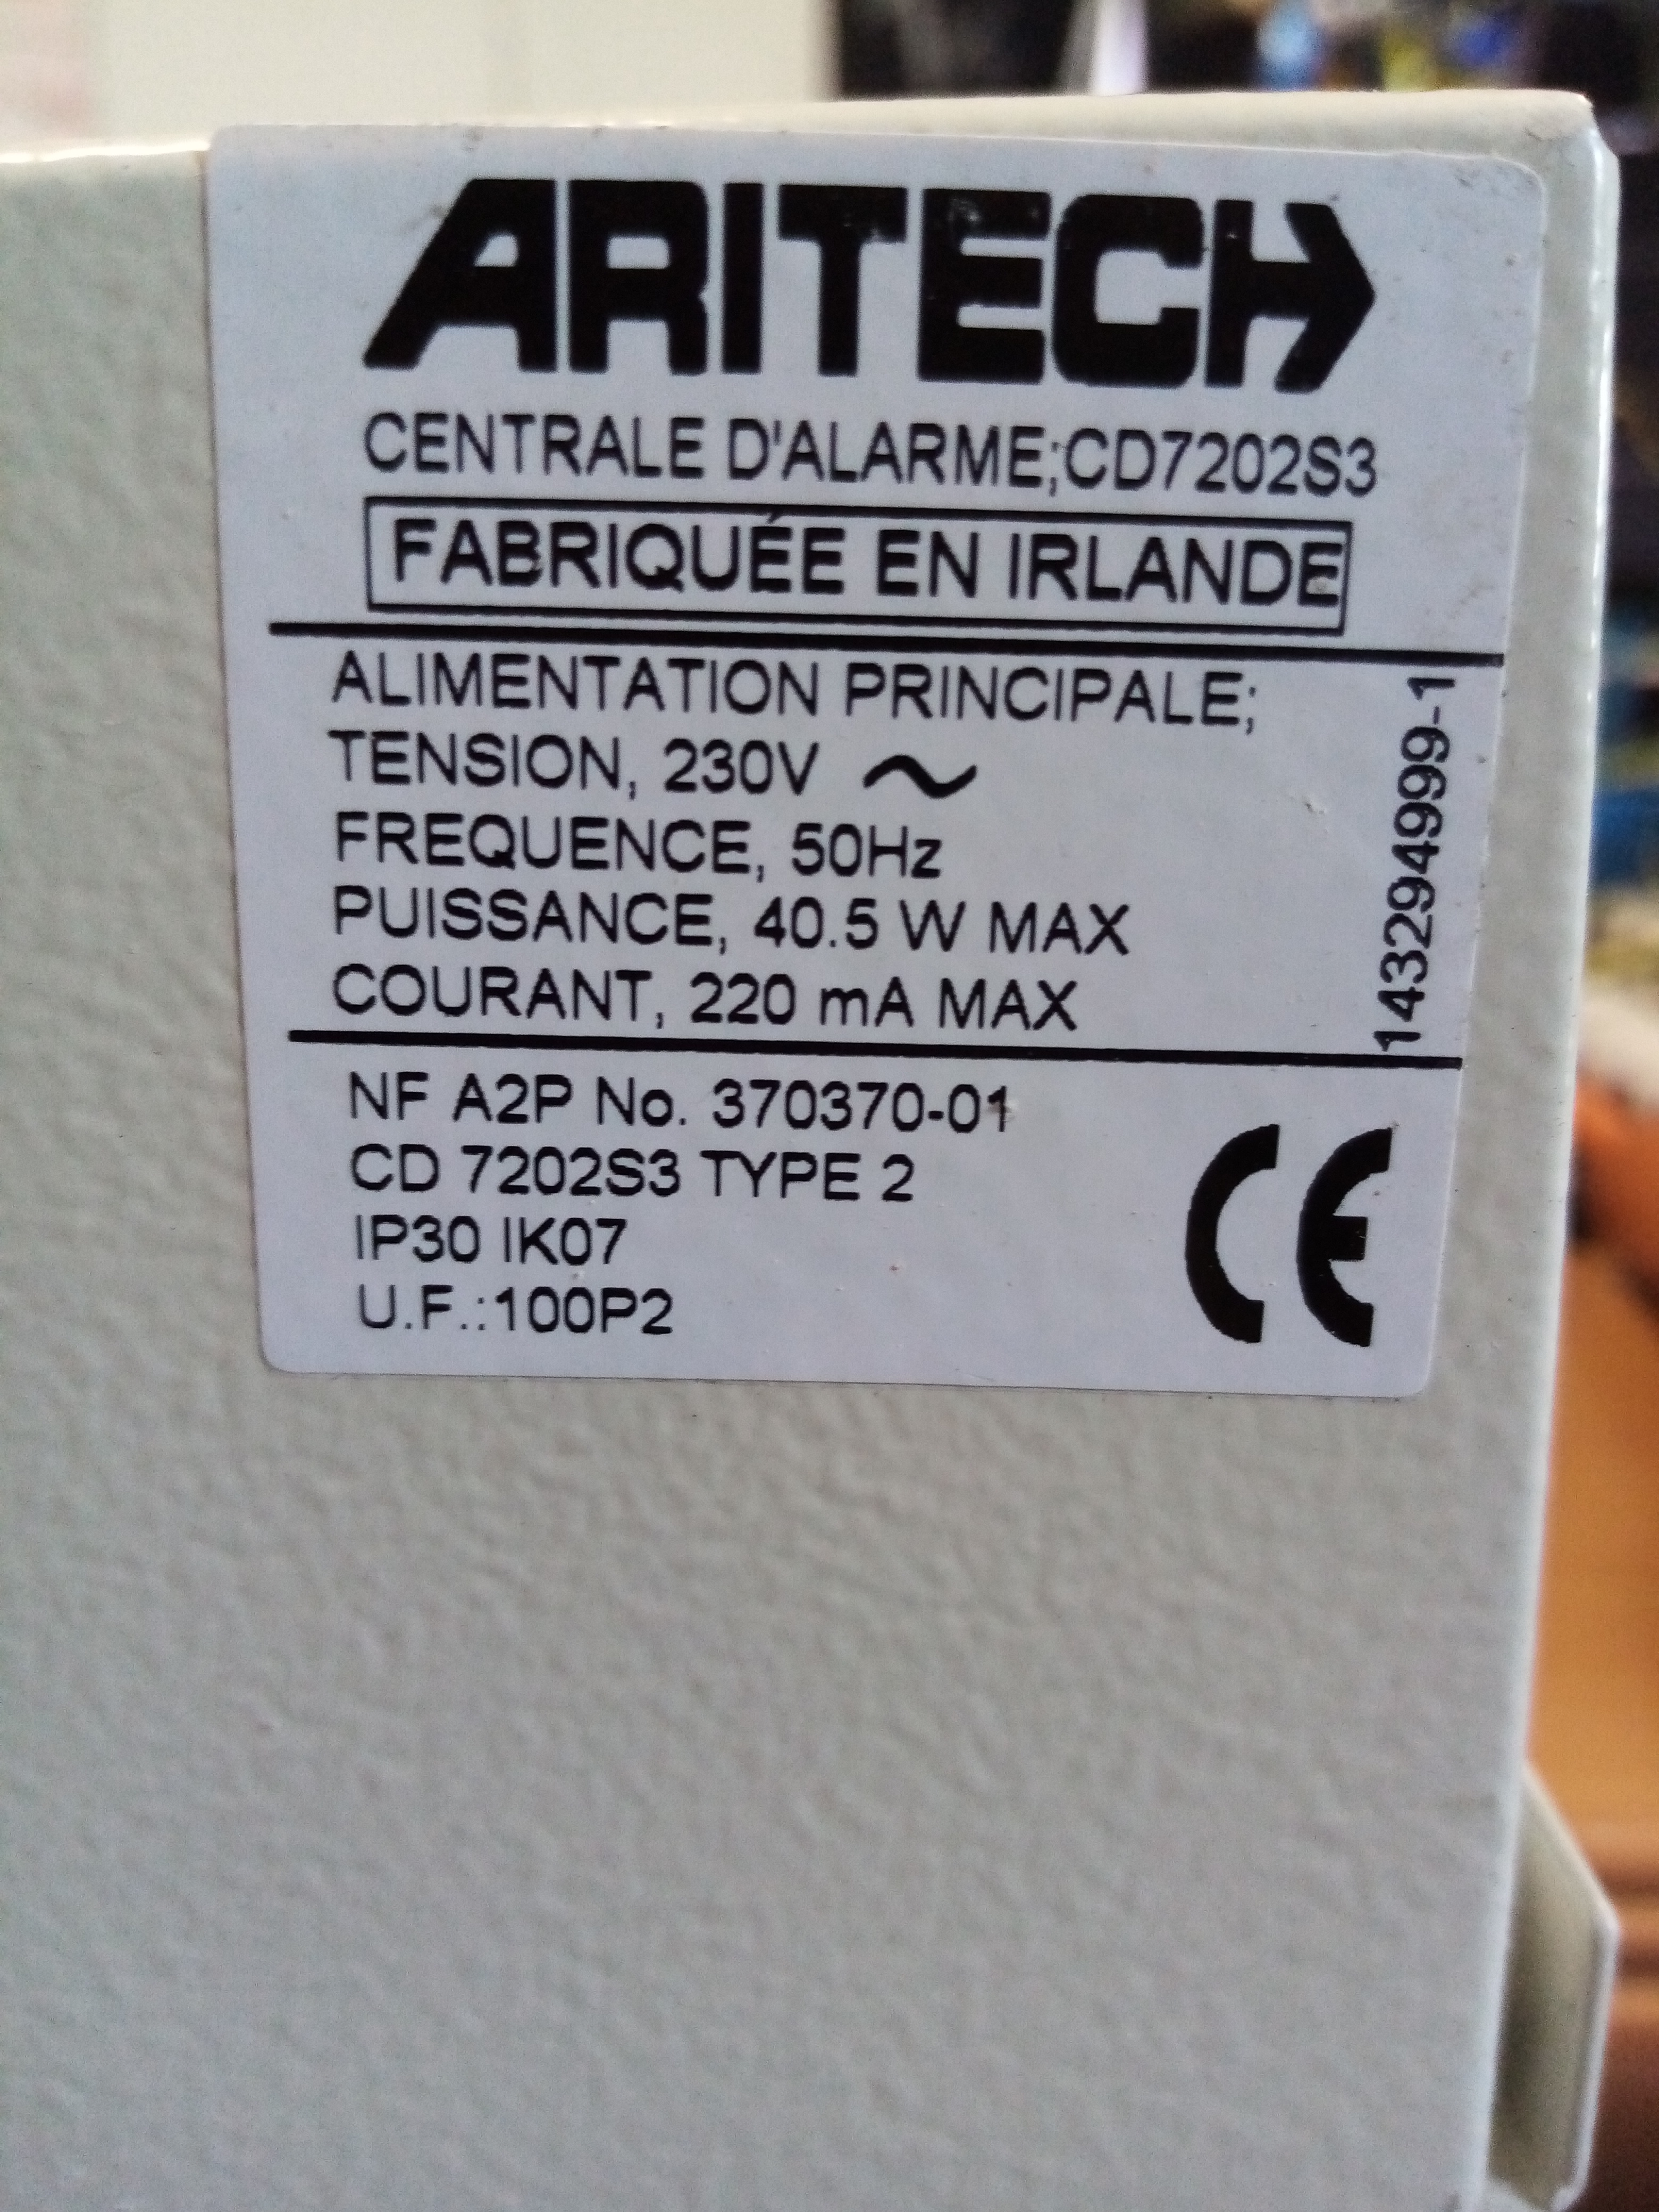 ARITECH
CENTRALE D'ALARME;CD7202S3
FABRIQUÉE EN IRLANDE
ALIMENTATION PRINCIPALE;
TENSION, 230V ~
FREQUENCE, 50Hz
PUISSANCE, 40.5 W MAX
COURANT, 220 mA MAX
143294999-1
NF A2P No. 370370-01
CD 7202S3 TYPE 2
IP30 IK07
U.F.:100P2
CE